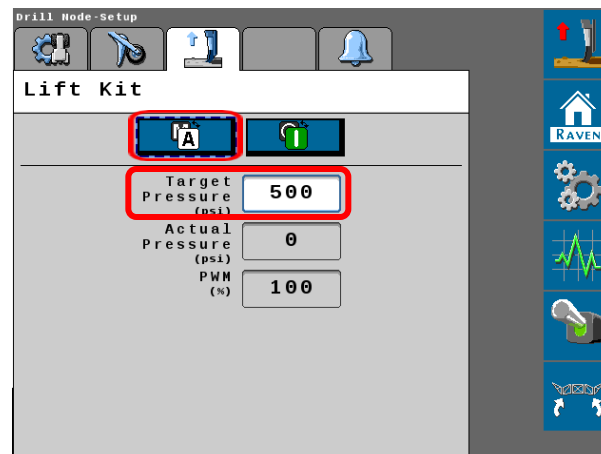 Drill Node-Setup
Lift Kit
A
I
Target
Pressure
(psi)
500
Actual
Pressure
(psi)
0
PWM
(%)
100
RAVEN